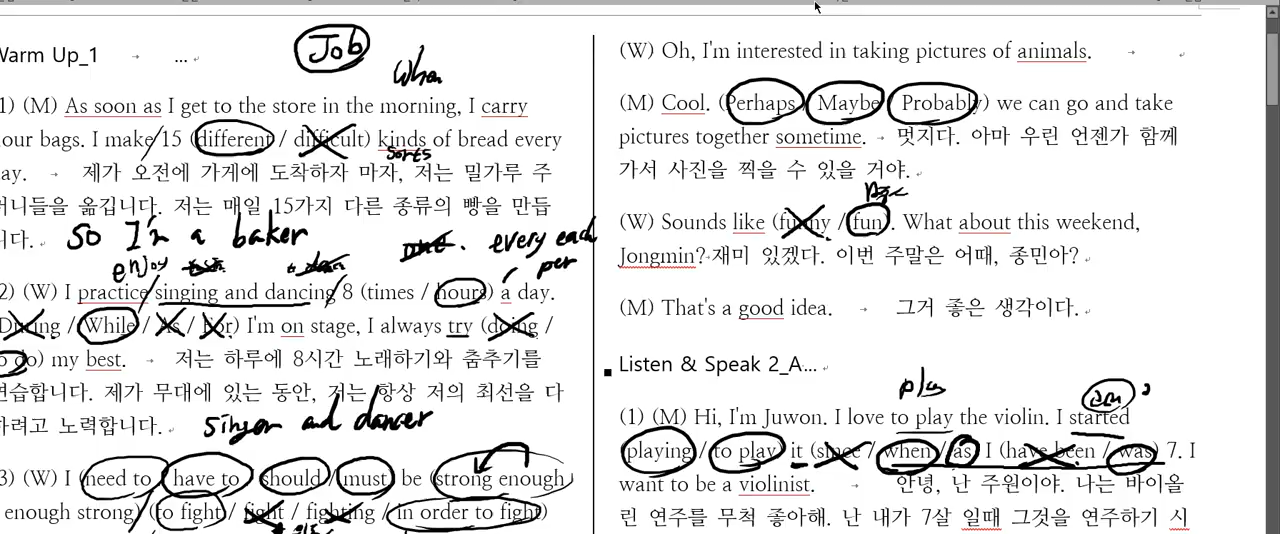 Job
Warm Up_1 → ...
When
1) (M) As soon as I get to the store in the morning, I carry
our bags. I make 15 (different / difficult) kinds of bread every
sorts
ay. → 제가 오전에 가게에 도착하자 마자, 저는 밀가루 주
머니들을 옮깁니다. 저는 매일 15가지 다른 종류의 빵을 만듭
니다.
So I'm a baker
every each
enjoy
per
2) (W) I practice singing and dancing 8 (times / hours) a day.
During / While / As / For) I'm on stage, I always try (doing /
o do) my best. → 저는 하루에 8시간 노래하기와 춤추기를
연습합니다. 제가 무대에 있는 동안, 저는 항상 저의 최선을 다
하려고 노력합니다.
singer and dancer
3) (W) I (need to / have to / should / must) be (strong enough
enough strong) (to fight / fight / fighting / in order to fight)
(W) Oh, I'm interested in taking pictures of animals. →
(M) Cool. (Perhaps / Maybe / Probably) we can go and take
pictures together sometime. → 멋지다. 아마 우린 언젠가 함께
가서 사진을 찍을 수 있을 거야.
(W) Sounds like (funny / fun). What about this weekend,
Jongmin? 재미 있겠다. 이번 주말은 어때, 종민아?
(M) That's a good idea. → 그거 좋은 생각이다.
Listen & Speak 2_A...
play
(1) (M) Hi, I'm Juwon. I love to play the violin. I started
(playing / to play) it (since / when / as) I (have been / was) 7. I
want to be a violinist. → 안녕, 난 주원이야. 나는 바이올
린 연주를 무척 좋아해. 난 내가 7살 일때 그것을 연주하기 시